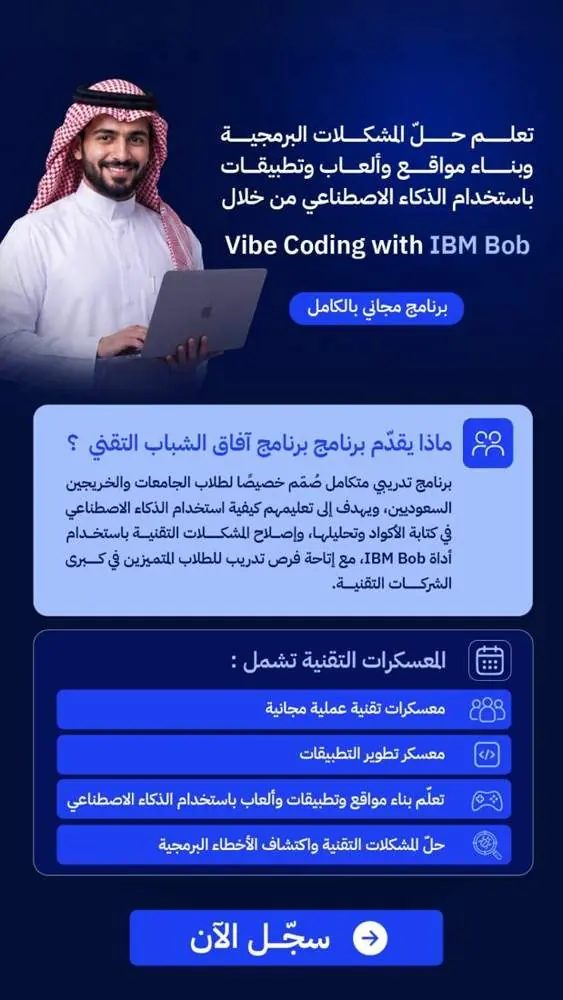 تعلم حلّ المشكلات البرمجية
وبناء مواقع وألعاب وتطبيقات
باستخدام الذكاء الاصطناعي من خلال
Vibe Coding with IBM Bob
برنامج مجاني بالكامل
ماذا يقدّم برنامج برنامج آفاق الشباب التقني ؟
برنامج تدريبي متكامل صُمّم خصيصًا لطلاب الجامعات والخريجين
السعوديين، ويهدف إلى تعليمهم كيفية استخدام الذكاء الاصطناعي
في كتابة الأكواد وتحليلها، وإصلاح المشكلات التقنية باستخدام
أداة IBM Bob، مع إتاحة فرص تدريب للطلاب المتميزين في كبرى
الشركات التقنية.
المعسكرات التقنية تشمل :
معسكرات تقنية عملية مجانية
معسكر تطوير التطبيقات
تعلّم بناء مواقع وتطبيقات وألعاب باستخدام الذكاء الاصطناعي
حلّ المشكلات التقنية واكتشاف الأخطاء البرمجية
سجّل الآن